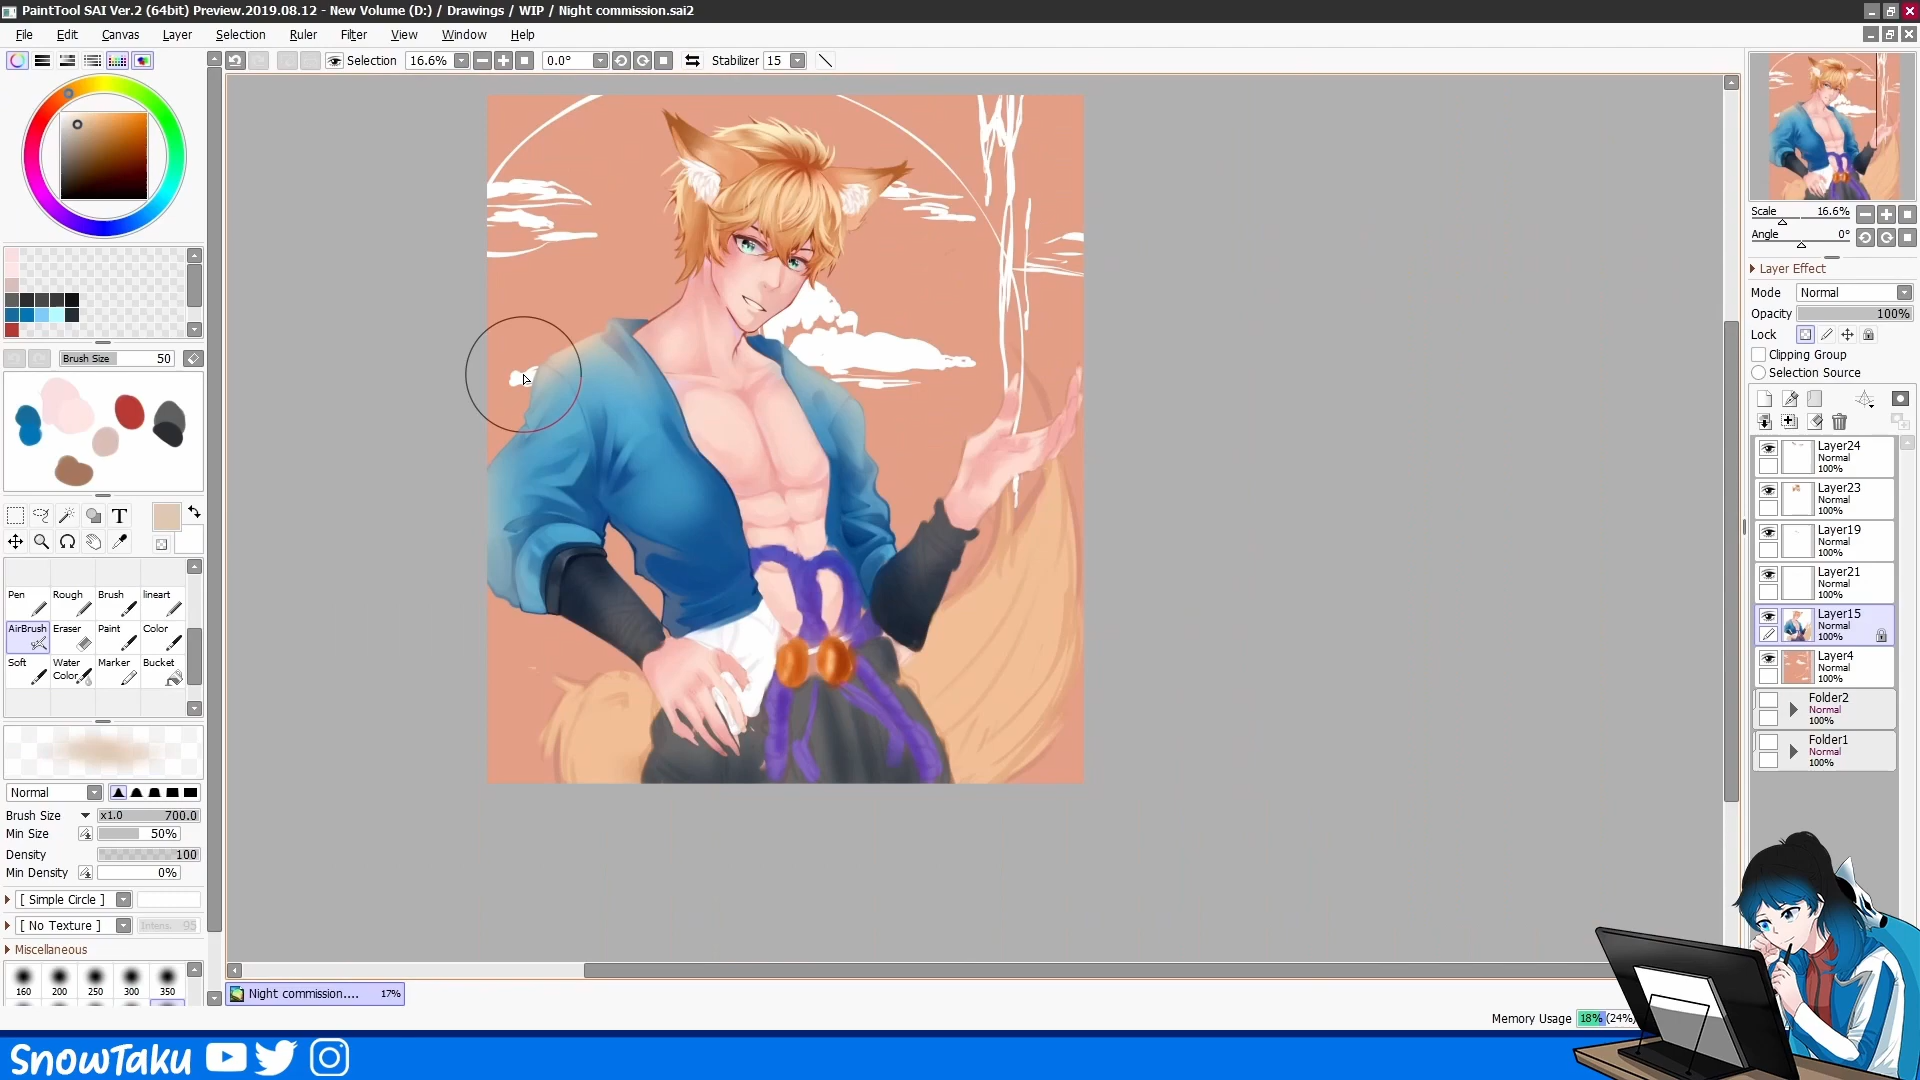 PaintTool SAI Ver.2 (64bit) Preview.2019.08.12 - New Volume (D:) / Drawings / WIP / Night commission.sai2
File Edit Canvas Layer Selection Ruler Filter View Window Help
Selection 16.6% 0.0° Stabilizer 15
Brush Size 50
T
Pen Rough Brush lineart
AirBrush Eraser Paint Color
Soft Water Color Marker Bucket
Normal
Brush Size x1.0 700.0
Min Size 50%
Density 100
Min Density 0%
[ Simple Circle ]
[ No Texture ] Intens. 95
Miscellaneous
160 200 250 300 350
Night commission.... 17%
Scale 16.6%
Angle 0°
Layer Effect
Mode Normal
Opacity 100%
Lock
Clipping Group
Selection Source
Layer24
Normal
100%
Layer23
Normal
100%
Layer19
Normal
100%
Layer21
Normal
100%
Layer15
Normal
100%
Layer4
Normal
100%
Folder2
Normal
100%
Folder1
Normal
100%
Memory Usage 18% (24%)
SnowTaku